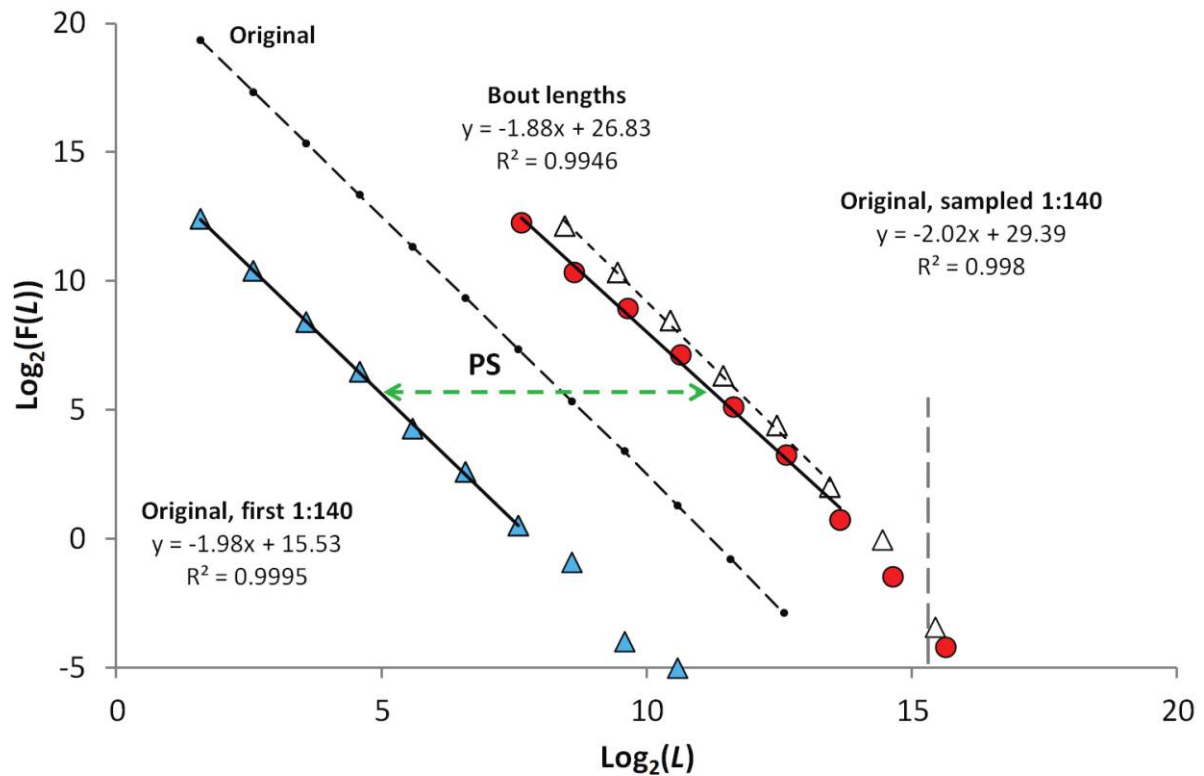 20
15
10
5
0
-5
Log₂(F(L))
Original
Bout lengths
y = -1.88x + 26.83
R² = 0.9946
Original, sampled 1:140
y = -2.02x + 29.39
R² = 0.998
PS
Original, first 1:140
y = -1.98x + 15.53
R² = 0.9995
0 5 10 15 20
Log₂(L)